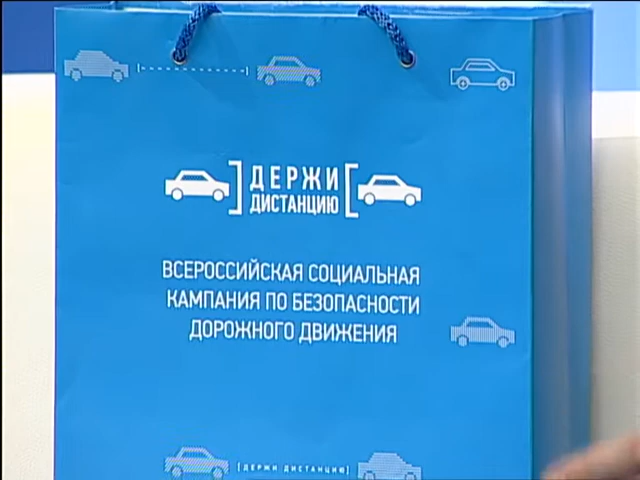 ДЕРЖИ
ДИСТАНЦИЮ
ВСЕРОССИЙСКАЯ СОЦИАЛЬНАЯ
КАМПАНИЯ ПО БЕЗОПАСНОСТИ
ДОРОЖНОГО ДВИЖЕНИЯ
[ДЕРЖИ ДИСТАНЦИЮ]